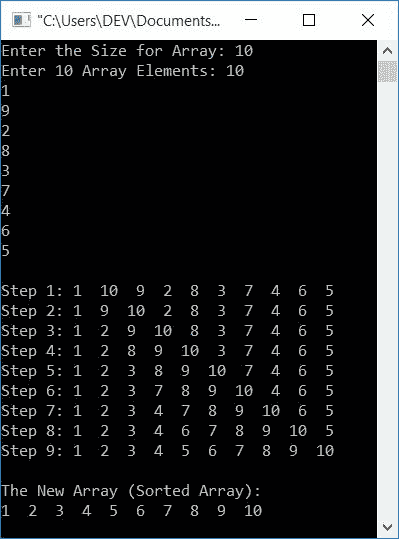 "C:\Users\DEV\Documents...
Enter the Size for Array: 10
Enter 10 Array Elements: 10
1
9
2
8
3
7
4
6
5
Step 1: 1  10  9  2  8  3  7  4  6  5
Step 2: 1  9  10  2  8  3  7  4  6  5
Step 3: 1  2  9  10  8  3  7  4  6  5
Step 4: 1  2  8  9  10  3  7  4  6  5
Step 5: 1  2  3  8  9  10  7  4  6  5
Step 6: 1  2  3  7  8  9  10  4  6  5
Step 7: 1  2  3  4  7  8  9  10  6  5
Step 8: 1  2  3  4  6  7  8  9  10  5
Step 9: 1  2  3  4  5  6  7  8  9  10
The New Array (Sorted Array):
1  2  3  4  5  6  7  8  9  10